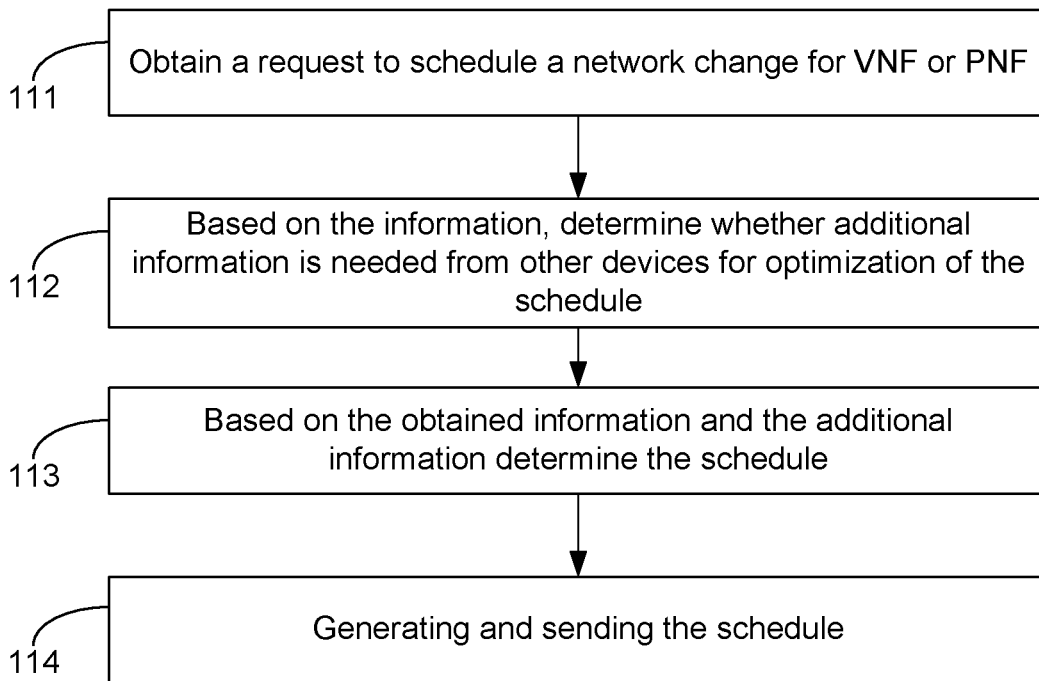 Obtain a request to schedule a network change for VNF or PNF
111
Based on the information, determine whether additional
information is needed from other devices for optimization of the
schedule
112
Based on the obtained information and the additional
information determine the schedule
113
Generating and sending the schedule
114